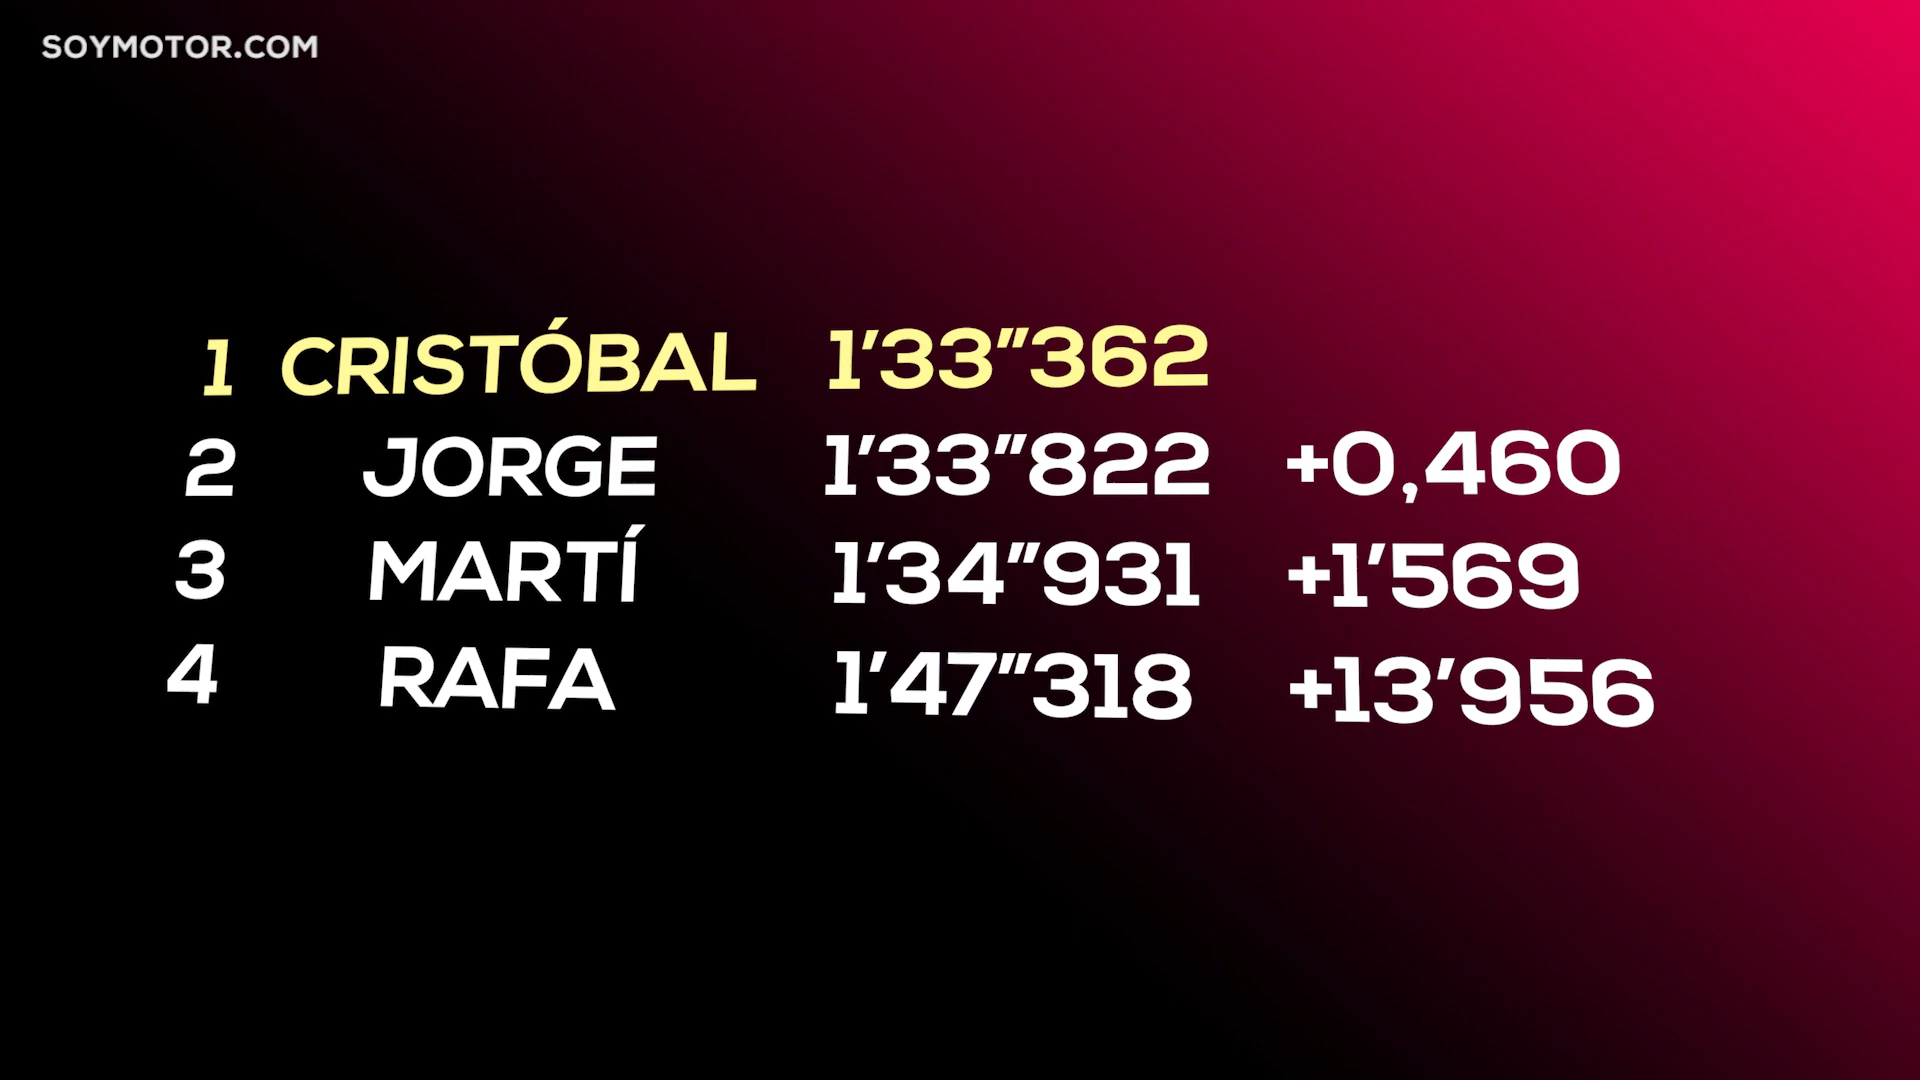 SOYMOTOR.COM
1 CRISTÓBAL 1'33"362
2 JORGE 1'33"822 +0,460
3 MARTÍ 1'34"931 +1'569
4 RAFA 1'47"318 +13'956